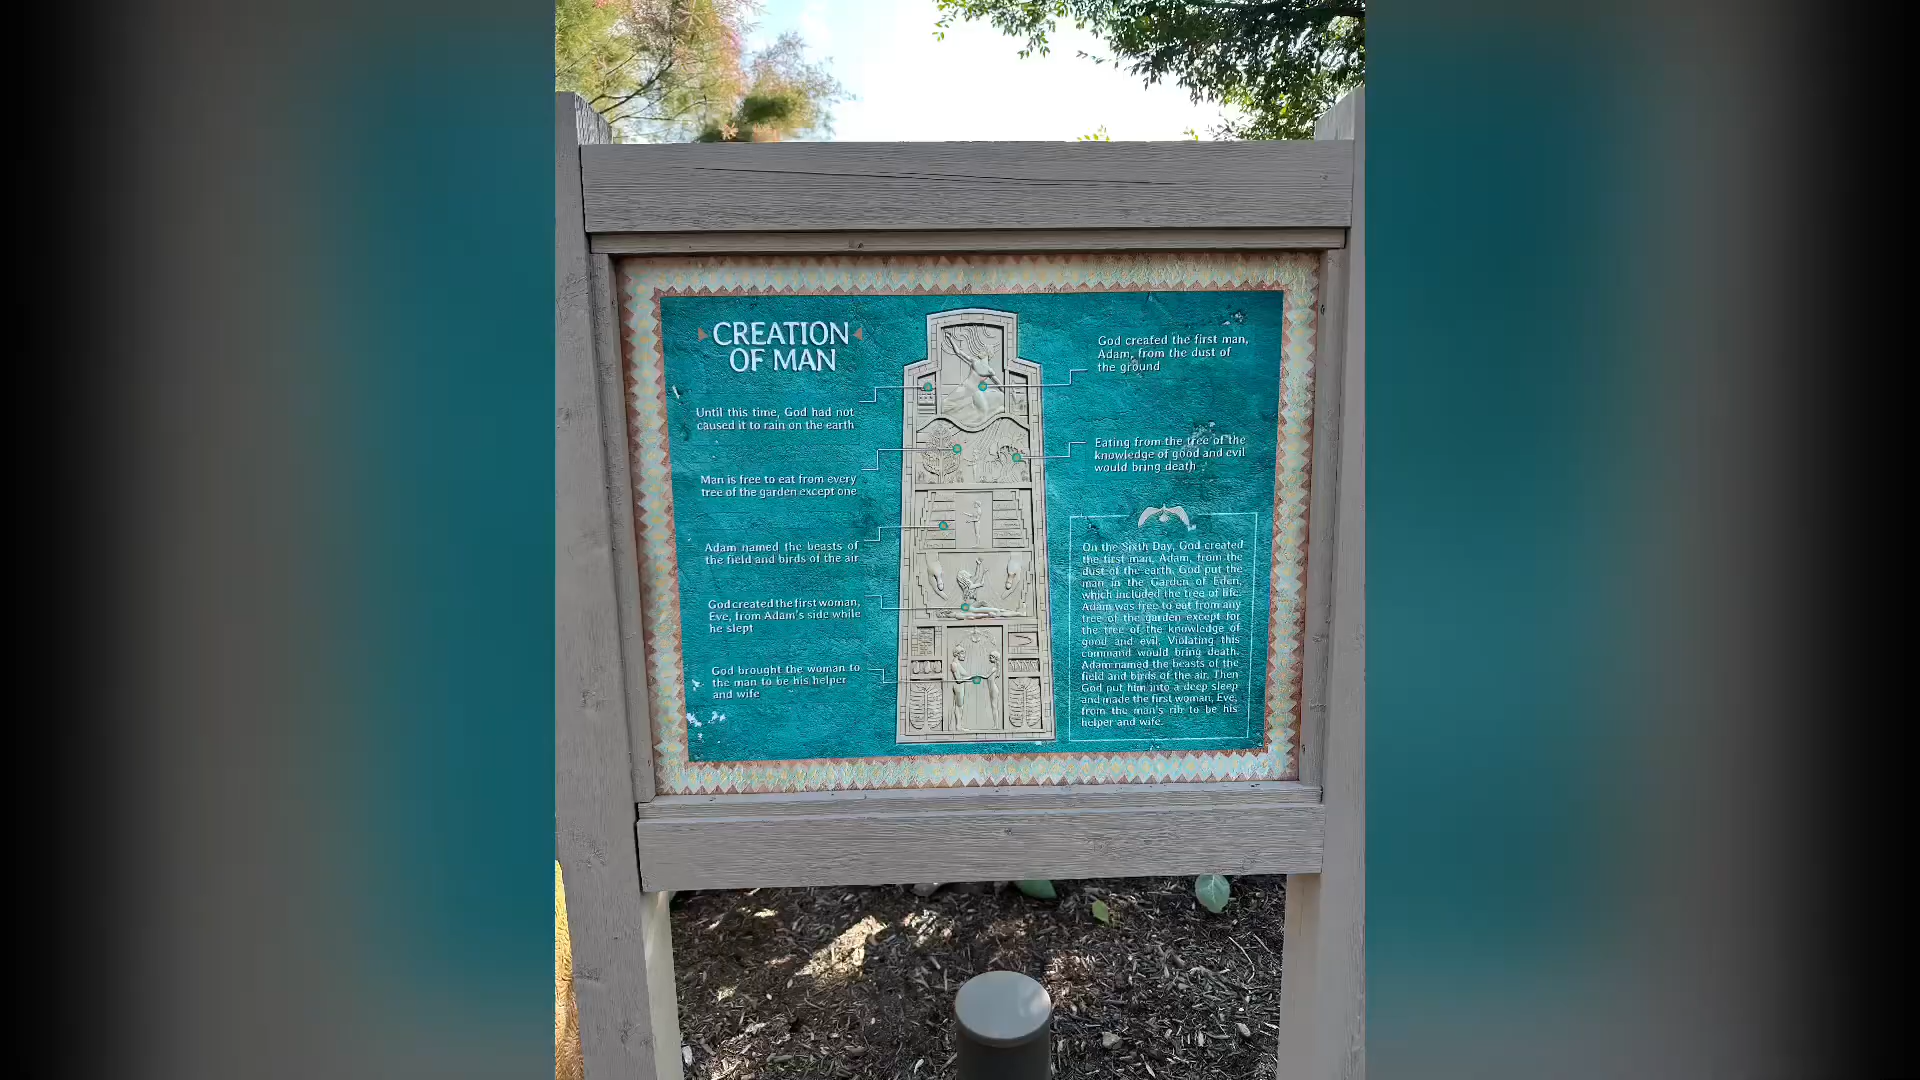 CREATION
OF MAN
Until this time, God had not
caused it to rain on the earth
Man is free to eat from every
tree of the garden except one
Adam named the beasts of
the field and birds of the air
God created the first woman,
Eve, from Adam's side while
he slept
God brought the woman to
the man to be his helper
and wife
God created the first man,
Adam, from the dust of
the ground
Eating from the tree of the
knowledge of good and evil
would bring death
On the Sixth Day, God created
the first man, Adam, from the
dust of the earth. God put the
man in the Garden of Eden,
which included the tree of life.
Adam was free to eat from any
tree of the garden except for
the tree of the knowledge of
good and evil. Violating this
command would bring death.
Adam named the beasts of the
field and birds of the air. Then
God put him into a deep sleep
and made the first woman, Eve,
from the man's rib to be his
helper and wife.